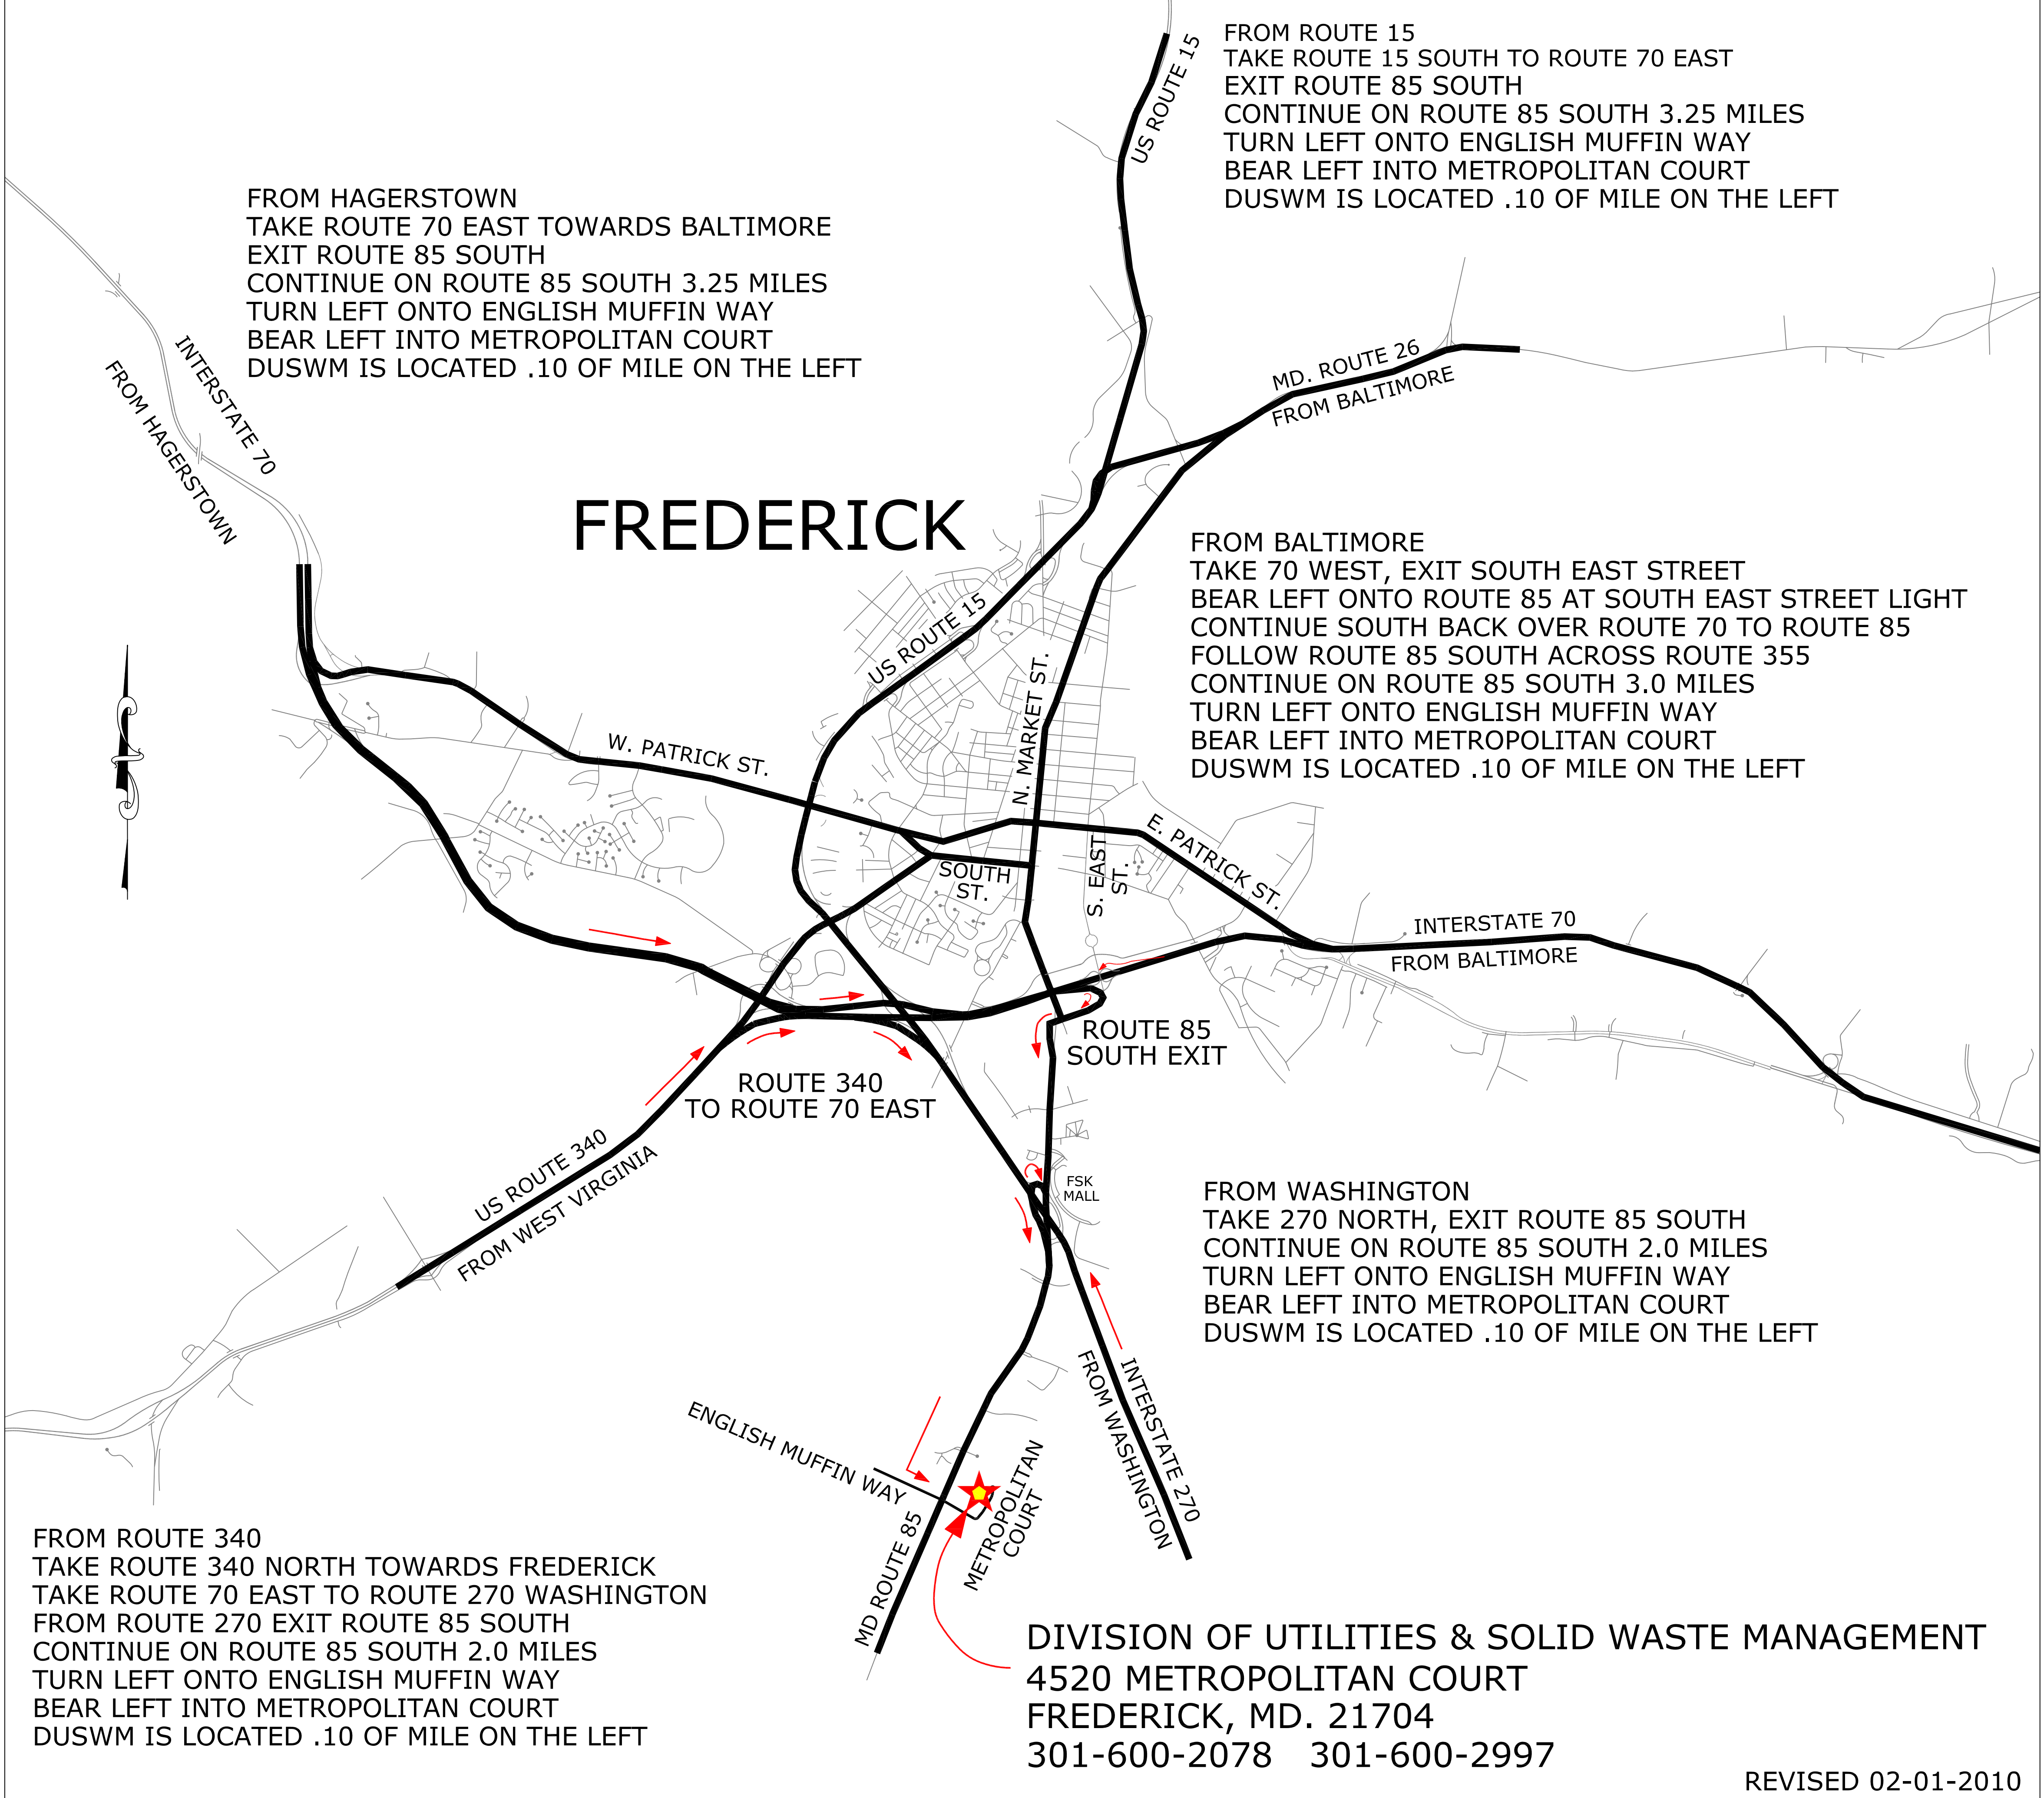 FROM ROUTE 15
TAKE ROUTE 15 SOUTH TO ROUTE 70 EAST
EXIT ROUTE 85 SOUTH
CONTINUE ON ROUTE 85 SOUTH 3.25 MILES
TURN LEFT ONTO ENGLISH MUFFIN WAY
BEAR LEFT INTO METROPOLITAN COURT
DUSWM IS LOCATED .10 OF MILE ON THE LEFT
US ROUTE 15
FROM HAGERSTOWN
TAKE ROUTE 70 EAST TOWARDS BALTIMORE
EXIT ROUTE 85 SOUTH
CONTINUE ON ROUTE 85 SOUTH 3.25 MILES
TURN LEFT ONTO ENGLISH MUFFIN WAY
BEAR LEFT INTO METROPOLITAN COURT
DUSWM IS LOCATED .10 OF MILE ON THE LEFT
INTERSTATE 70
FROM HAGERSTOWN
MD. ROUTE 26
FROM BALTIMORE
FREDERICK
FROM BALTIMORE
TAKE 70 WEST, EXIT SOUTH EAST STREET
BEAR LEFT ONTO ROUTE 85 AT SOUTH EAST STREET LIGHT
CONTINUE SOUTH BACK OVER ROUTE 70 TO ROUTE 85
FOLLOW ROUTE 85 SOUTH ACROSS ROUTE 355
CONTINUE ON ROUTE 85 SOUTH 3.0 MILES
TURN LEFT ONTO ENGLISH MUFFIN WAY
BEAR LEFT INTO METROPOLITAN COURT
DUSWM IS LOCATED .10 OF MILE ON THE LEFT
US ROUTE 15
N. MARKET ST.
W. PATRICK ST.
E. PATRICK ST.
SOUTH
ST.
S. EAST
ST.
INTERSTATE 70
FROM BALTIMORE
ROUTE 85
SOUTH EXIT
ROUTE 340
TO ROUTE 70 EAST
US ROUTE 340
FROM WEST VIRGINIA
FSK
MALL
FROM WASHINGTON
TAKE 270 NORTH, EXIT ROUTE 85 SOUTH
CONTINUE ON ROUTE 85 SOUTH 2.0 MILES
TURN LEFT ONTO ENGLISH MUFFIN WAY
BEAR LEFT INTO METROPOLITAN COURT
DUSWM IS LOCATED .10 OF MILE ON THE LEFT
INTERSTATE 270
FROM WASHINGTON
ENGLISH MUFFIN WAY
METROPOLITAN
COURT
MD ROUTE 85
FROM ROUTE 340
TAKE ROUTE 340 NORTH TOWARDS FREDERICK
TAKE ROUTE 70 EAST TO ROUTE 270 WASHINGTON
FROM ROUTE 270 EXIT ROUTE 85 SOUTH
CONTINUE ON ROUTE 85 SOUTH 2.0 MILES
TURN LEFT ONTO ENGLISH MUFFIN WAY
BEAR LEFT INTO METROPOLITAN COURT
DUSWM IS LOCATED .10 OF MILE ON THE LEFT
DIVISION OF UTILITIES & SOLID WASTE MANAGEMENT
4520 METROPOLITAN COURT
FREDERICK, MD. 21704
301-600-2078 301-600-2997
REVISED 02-01-2010